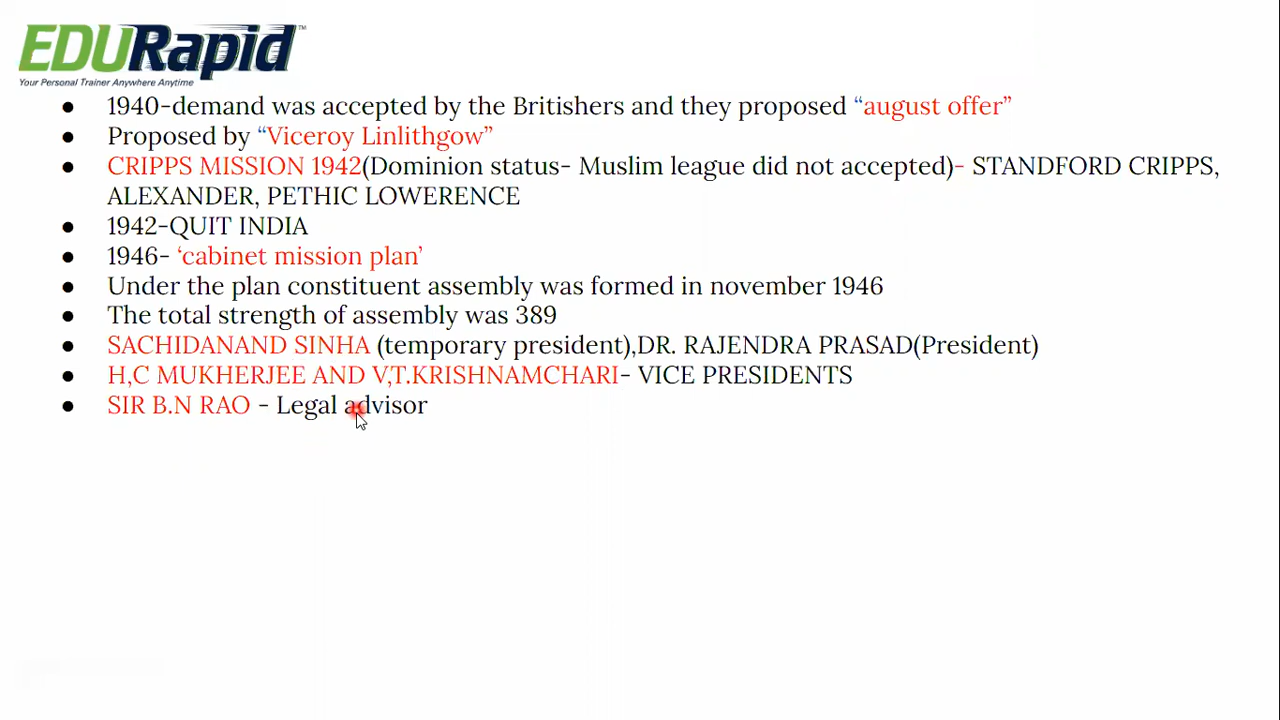 EDURapid™
Your Personal Trainer Anywhere Anytime
● 1940-demand was accepted by the Britishers and they proposed “august offer”
● Proposed by “Viceroy Linlithgow”
● CRIPPS MISSION 1942(Dominion status- Muslim league did not accepted)- STANDFORD CRIPPS,
ALEXANDER, PETHIC LOWERENCE
● 1942-QUIT INDIA
● 1946- ‘cabinet mission plan’
● Under the plan constituent assembly was formed in november 1946
● The total strength of assembly was 389
● SACHIDANAND SINHA (temporary president),DR. RAJENDRA PRASAD(President)
● H,C MUKHERJEE AND V,T.KRISHNAMCHARI- VICE PRESIDENTS
● SIR B.N RAO - Legal advisor